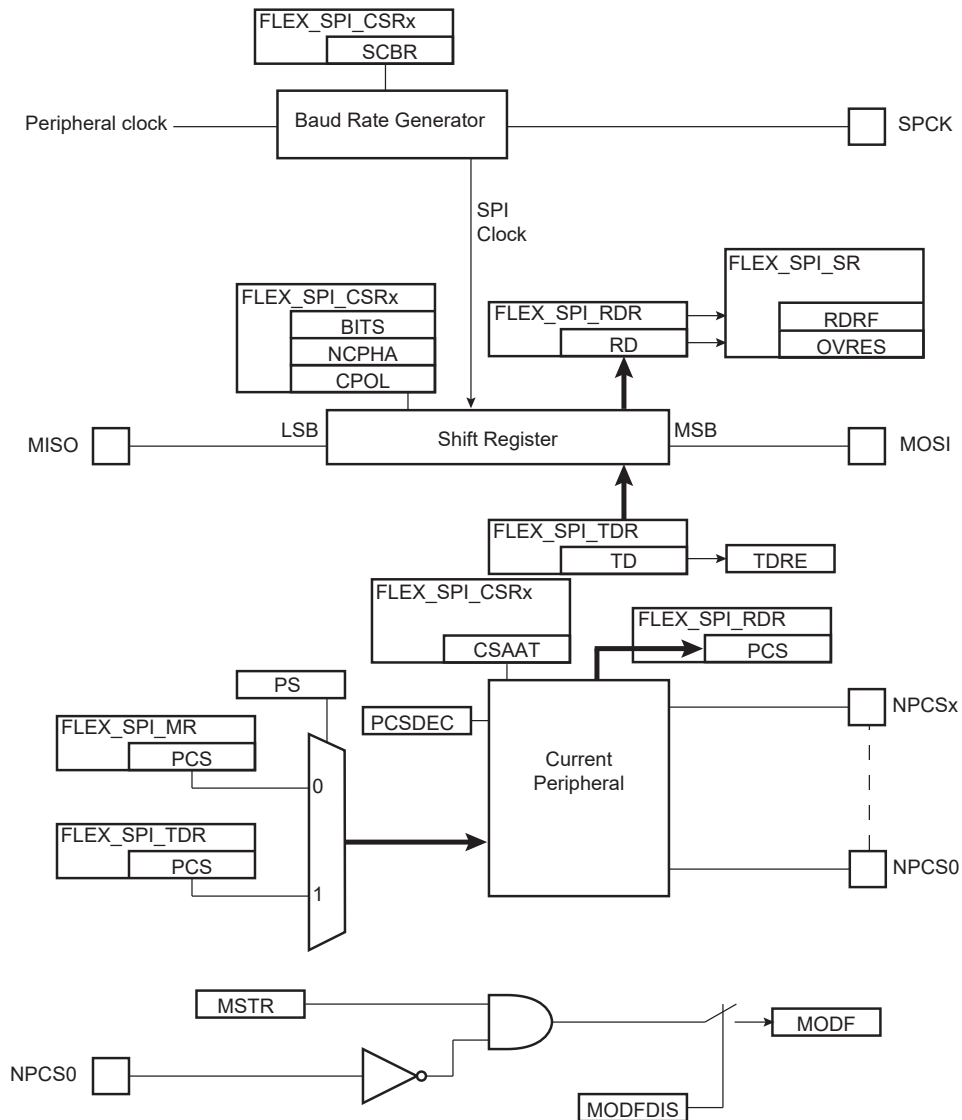 FLEX_SPI_CSRx
SCBR
Peripheral clock
Baud Rate Generator
SPCK
SPI
Clock
FLEX_SPI_SR
FLEX_SPI_CSRx
BITS
NCPHA
CPOL
FLEX_SPI_RDR
RD
RDRF
OVRES
MISO
LSB
Shift Register
MSB
MOSI
FLEX_SPI_TDR
TD
TDRE
FLEX_SPI_CSRx
CSAAT
FLEX_SPI_RDR
PCS
PS
FLEX_SPI_MR
PCS
PCSDEC
NPCSx
Current
Peripheral
0
FLEX_SPI_TDR
PCS
1
NPCS0
MSTR
MODF
NPCS0
MODFDIS